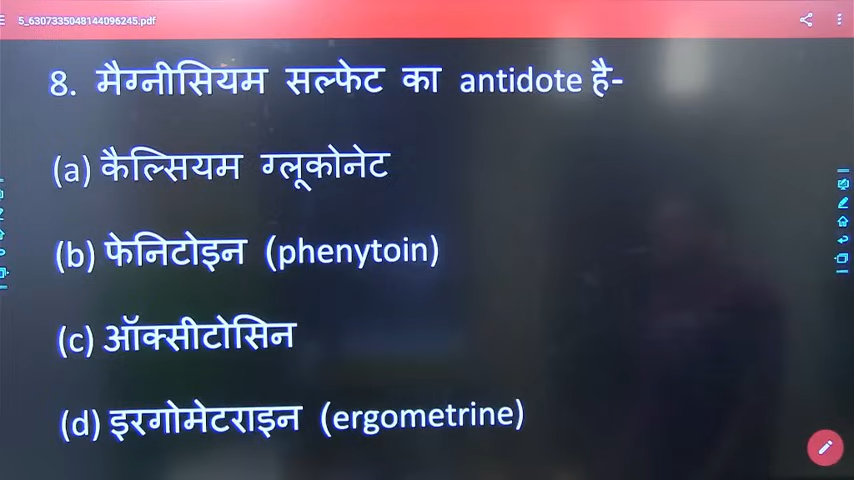 5_6307335048144096245.pdf
8. मैग्नीसियम सल्फेट का antidote है-
(a) कैल्सियम ग्लूकोनेट
(b) फेनिटोइन (phenytoin)
(c) ऑक्सीटोसिन
(d) इरगोमेटराइन (ergometrine)